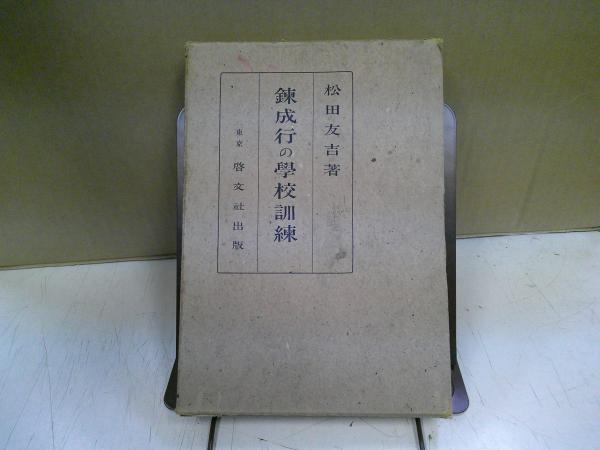 松田友吉著
錬成行の學校訓練
東京 啓文社出版